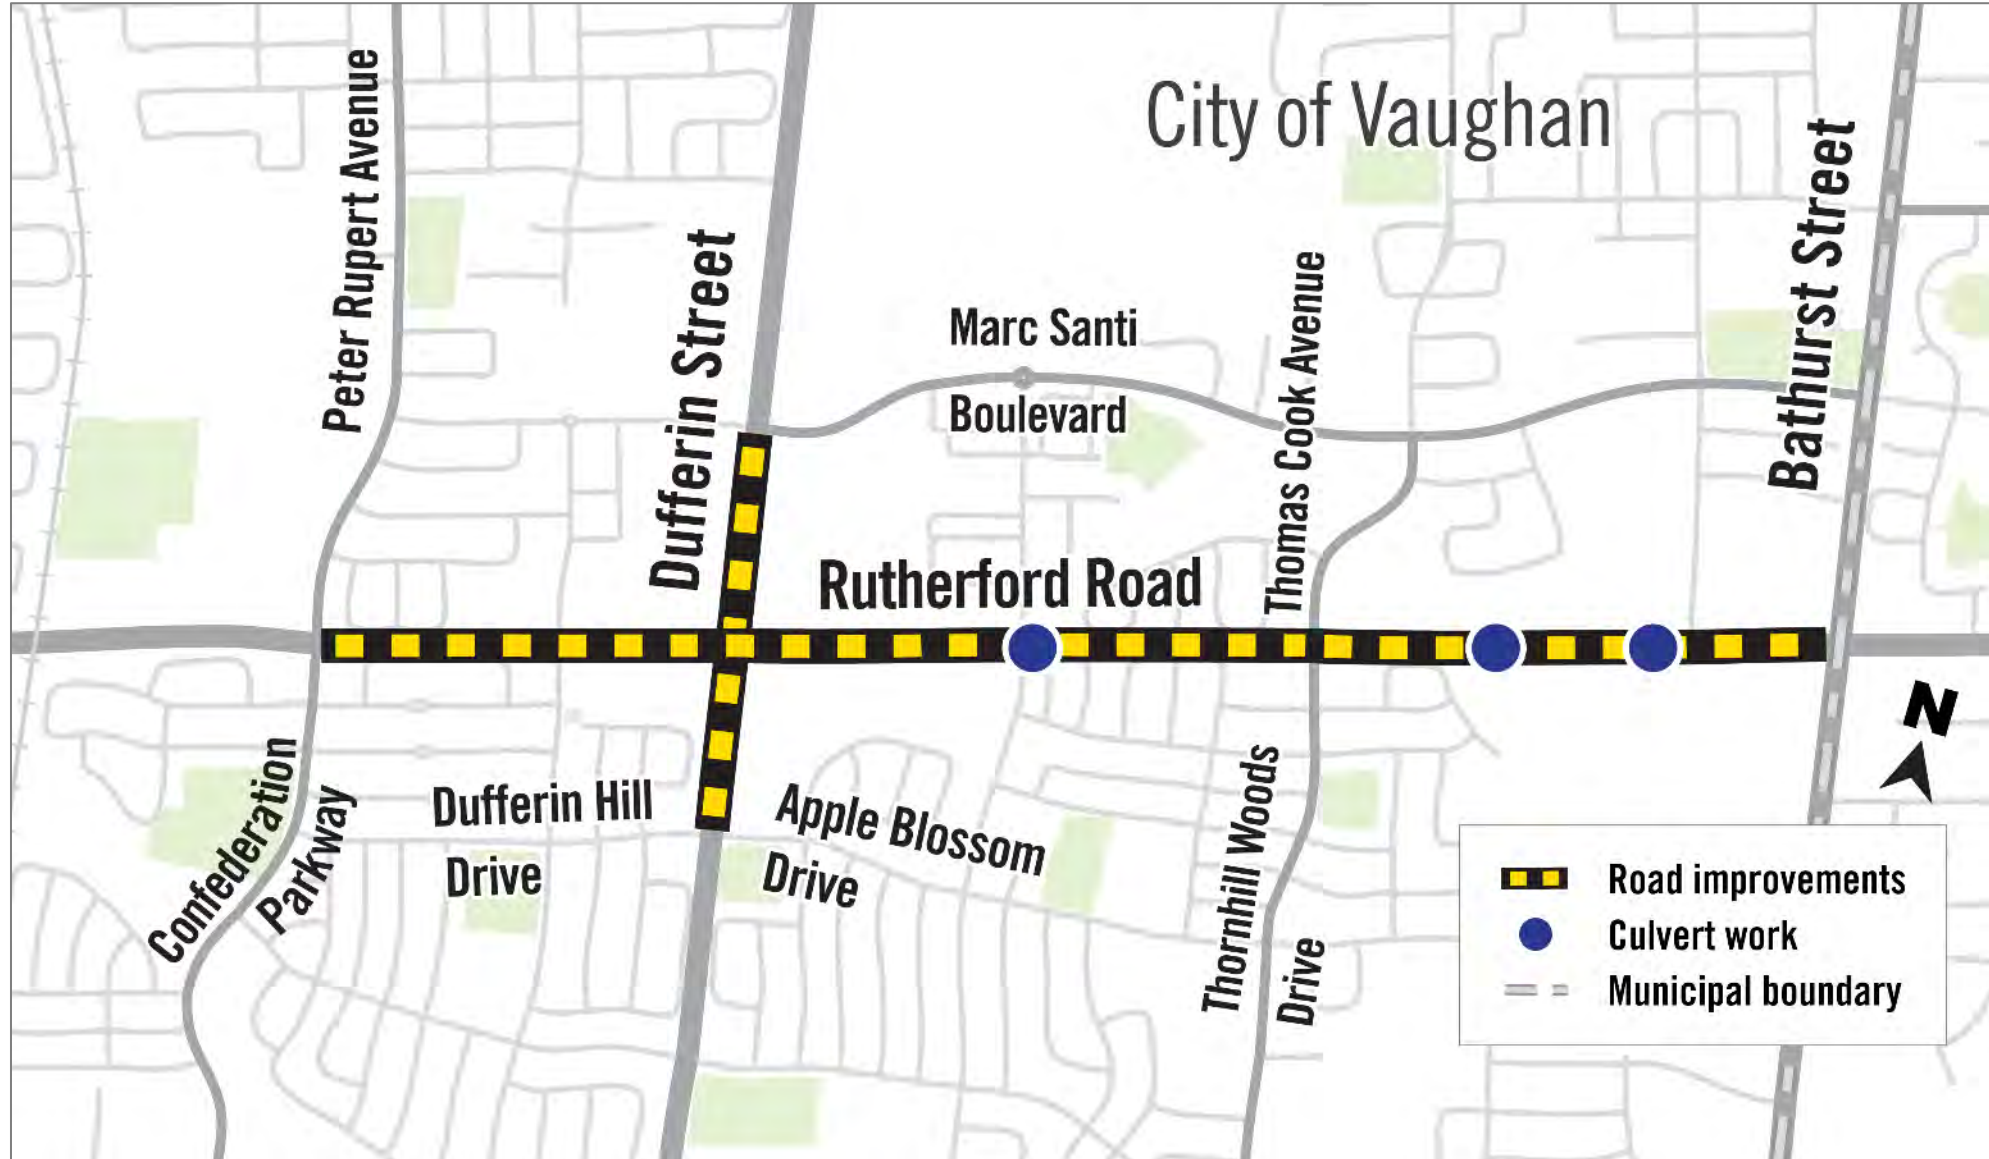 City of Vaughan
Peter Rupert Avenue
Dufferin Street
Marc Santi
Boulevard
Thomas Cook Avenue
Bathurst Street
Rutherford Road
N
Confederation
Parkway
Dufferin Hill
Drive
Apple Blossom
Drive
Thornhill Woods
Drive
Road improvements
Culvert work
Municipal boundary